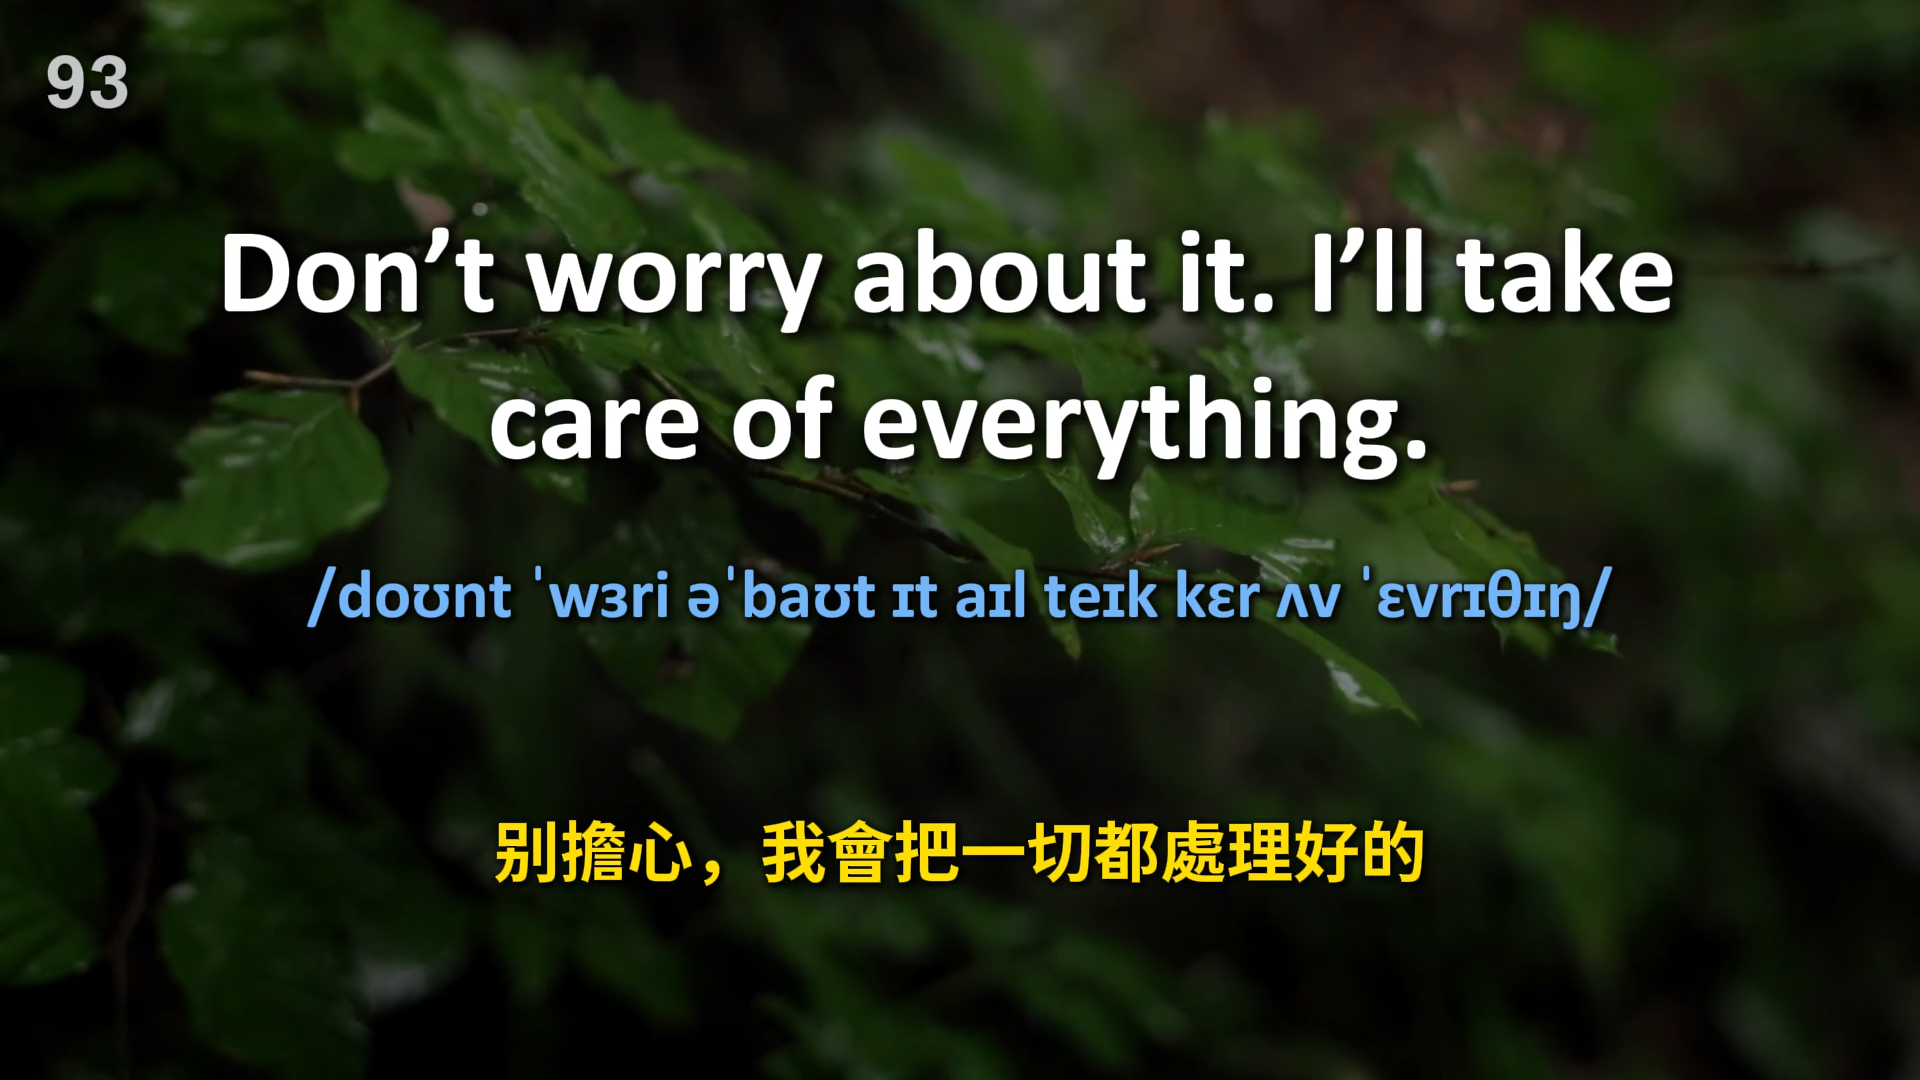 93
Don’t worry about it. I’ll take
care of everything.
/doʊnt ˈwɜri əˈbaʊt ɪt aɪl teɪk kɛr ʌv ˈɛvrɪθɪŋ/
别擔心，我會把一切都處理好的